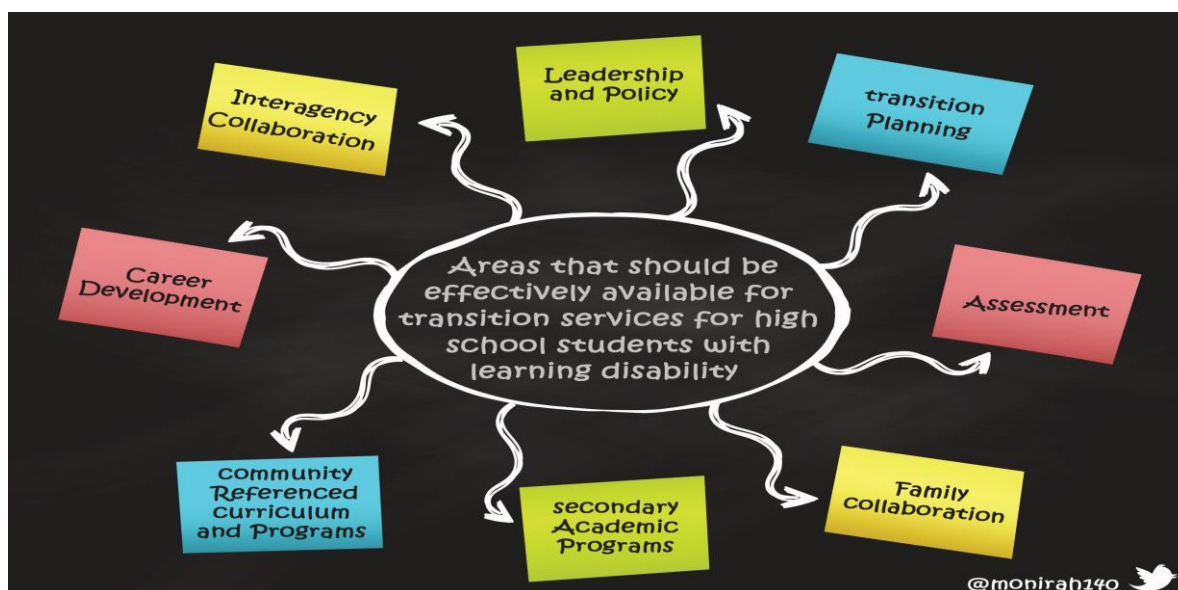 Interagency
Collaboration
Leadership
and Policy
transition
Planning
Career
Development
Areas that should be
effectively available for
transition services for high
school students with
learning disability
Assessment
community
Referenced
curriculum
and Programs
secondary
Academic
Programs
Family
Collaboration
@monirah140